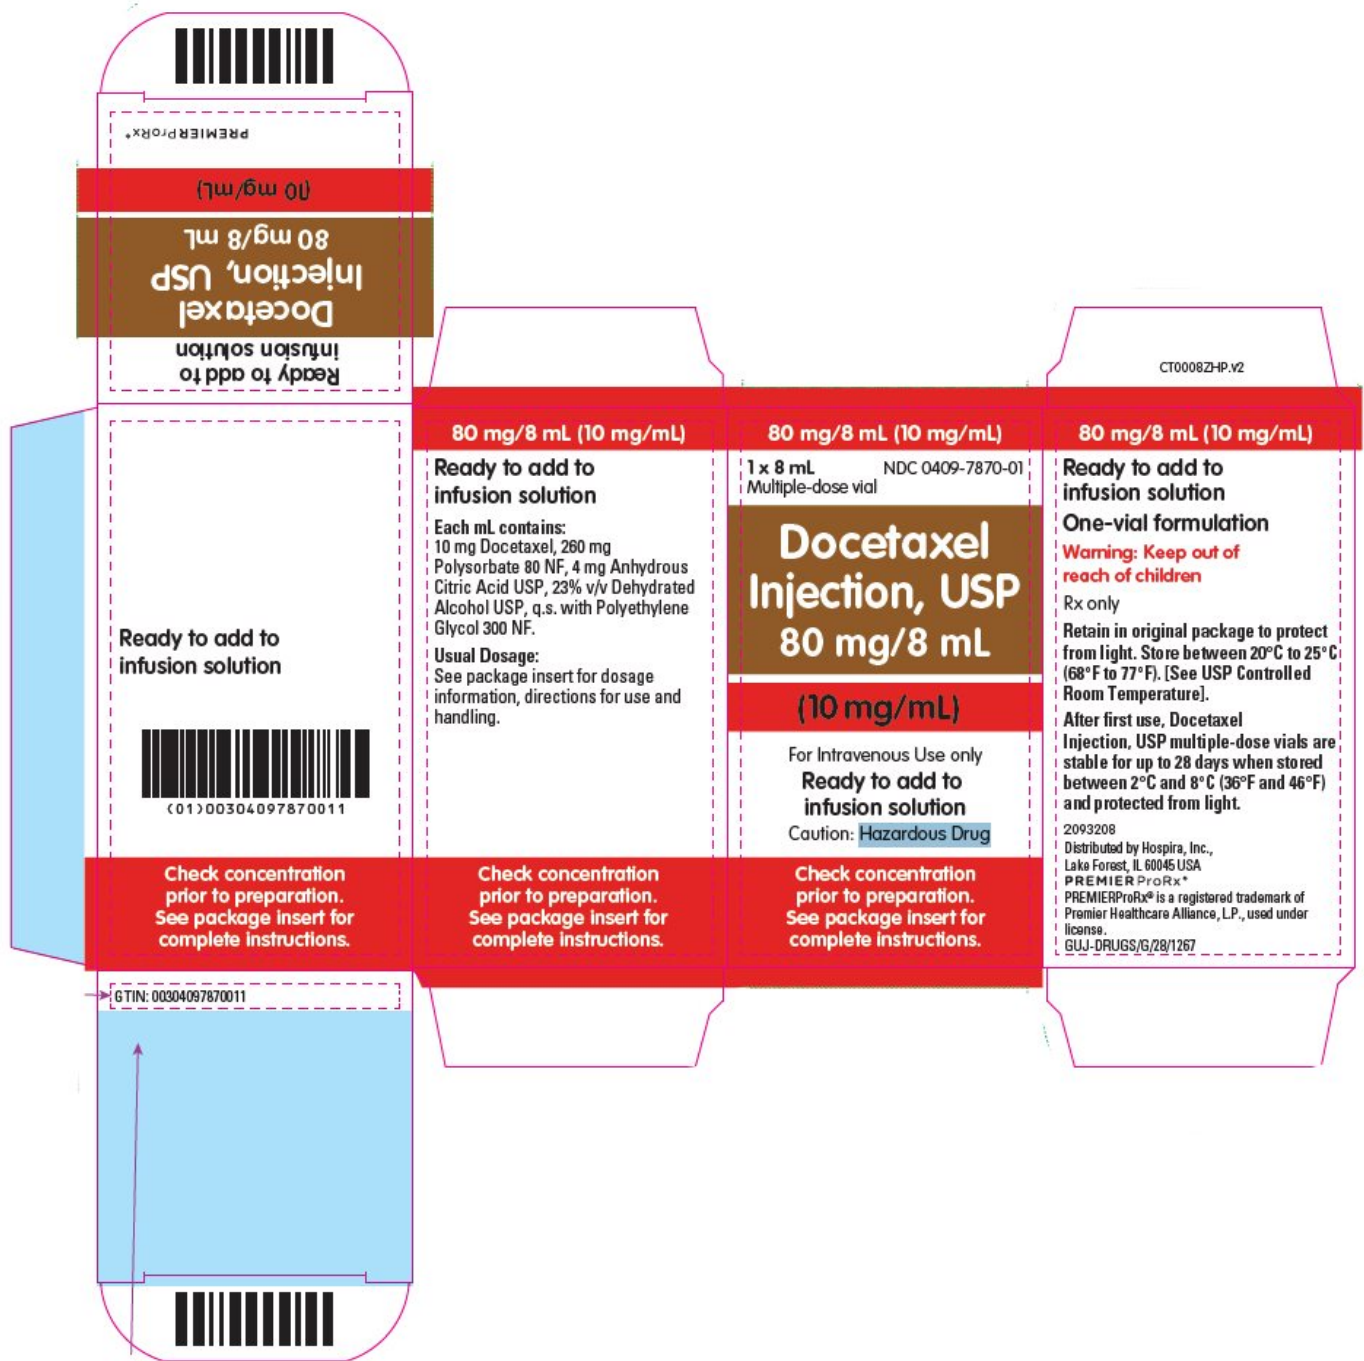 PREMIERProRx®
(10 mg/mL)
80 mg/8 mL
Injection, USP
Docetaxel
infusion solution
Ready to add to
Ready to add to
infusion solution
(01)00304097870011
Check concentration
prior to preparation.
See package insert for
complete instructions.
GTIN: 00304097870011
80 mg/8 mL (10 mg/mL)
Ready to add to
infusion solution
Each mL contains:
10 mg Docetaxel, 260 mg
Polysorbate 80 NF, 4 mg Anhydrous
Citric Acid USP, 23% v/v Dehydrated
Alcohol USP, q.s. with Polyethylene
Glycol 300 NF.
Usual Dosage:
See package insert for dosage
information, directions for use and
handling.
Check concentration
prior to preparation.
See package insert for
complete instructions.
80 mg/8 mL (10 mg/mL)
1 x 8 mL NDC 0409-7870-01
Multiple-dose vial
Docetaxel
Injection, USP
80 mg/8 mL
(10 mg/mL)
For Intravenous Use only
Ready to add to
infusion solution
Caution: Hazardous Drug
Check concentration
prior to preparation.
See package insert for
complete instructions.
CT0008ZHP.v2
80 mg/8 mL (10 mg/mL)
Ready to add to
infusion solution
One-vial formulation
Warning: Keep out of
reach of children
Rx only
Retain in original package to protect
from light. Store between 20°C to 25°C
(68°F to 77°F). [See USP Controlled
Room Temperature].
After first use, Docetaxel
Injection, USP multiple-dose vials are
stable for up to 28 days when stored
between 2°C and 8°C (36°F and 46°F)
and protected from light.
2093208
Distributed by Hospira, Inc.,
Lake Forest, IL 60045 USA
PREMIERProRx®
PREMIERProRx® is a registered trademark of
Premier Healthcare Alliance, L.P., used under
license.
GUJ-DRUGS/G/28/1267